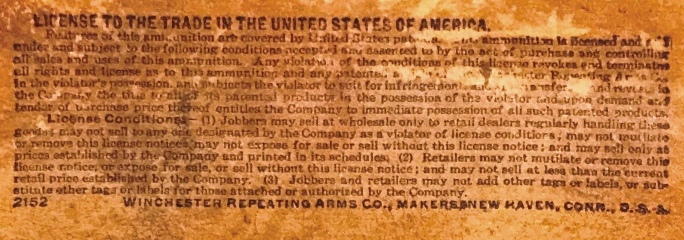 LICENSE TO THE TRADE IN THE UNITED STATES OF AMERICA.
Features of this ammunition are covered by United States ammunition is licensed and
under and subject to the following conditions accepted and assented to by the act of purchase and controlling
all sales and uses of this ammunition. Any violation of the conditions of this license revokes and terminates
all rights and license as to this ammunition and any patents Repeating
in the violator's possession, and subjects the violator to suit for infringement
the Company the to patented products in the possession of the violator and upon demand and
tender of purchase price thereof entitles the Company to immediate possession of all such patented products.
License Conditions—(1) Jobbers may sell at wholesale only to retail dealers regularly handling these
goods; may not sell to any one designated by the Company as a violator of license conditions; may not mutilate
or remove this license notice; may not expose for sale or sell without this license notice; and may sell only at
prices established by the Company and printed in its schedules. (2) Retailers may not mutilate or remove this
license notice, or expose for sale, or sell without this license notice; and may not sell at less than the current
retail price established by the Company. (3) Jobbers and retailers may not add other tags or labels, or sub-
stitute other tags or labels for those attached or authorized by the Company.
2152 WINCHESTER REPEATING ARMS CO., MAKERS, NEW HAVEN, CONN., U. S. A.